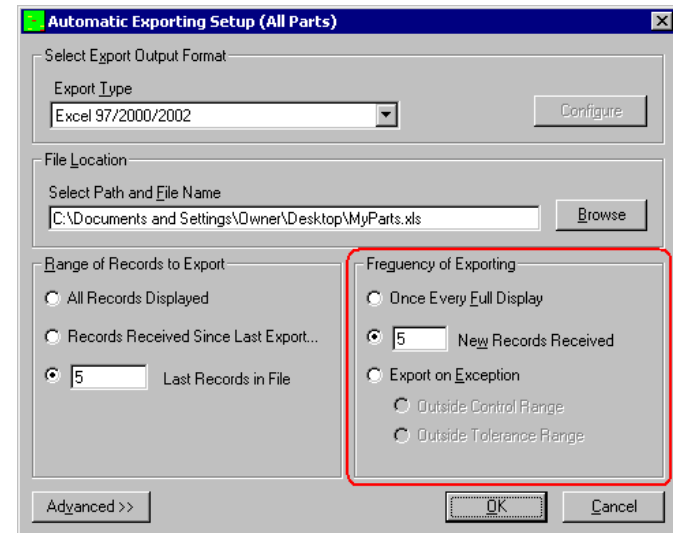 Automatic Exporting Setup (All Parts)
Select Export Output Format
Export Type
Excel 97/2000/2002
Configure
File Location
Select Path and File Name
C:\Documents and Settings\Owner\Desktop\MyParts.xls
Browse
Range of Records to Export
All Records Displayed
Records Received Since Last Export...
5 Last Records in File
Freguency of Exporting
Once Every Full Display
5 New Records Received
Export on Exception
Outside Control Range
Outside Tolerance Range
Advanced >>
OK
Cancel